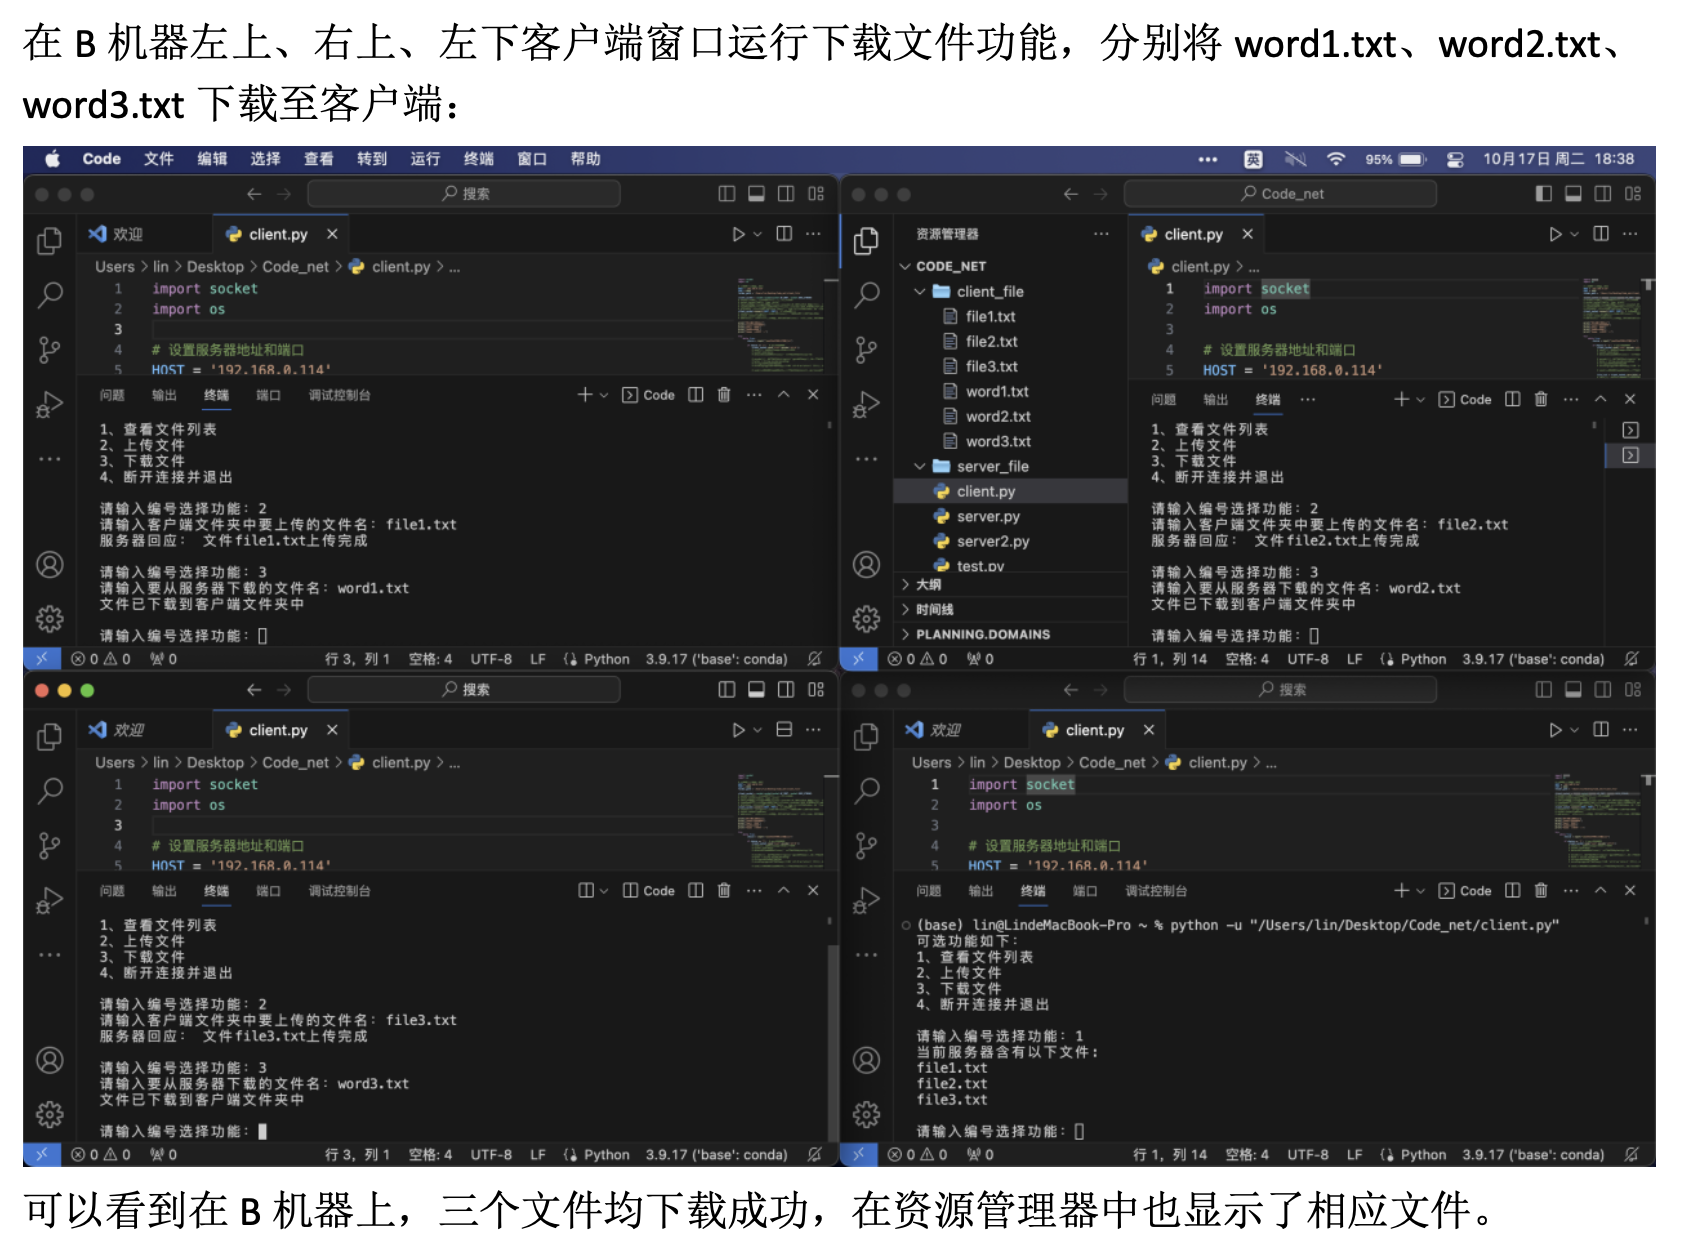 在 B 机器左上、右上、左下客户端窗口运行下载文件功能，分别将 word1.txt、word2.txt、
word3.txt 下载至客户端：
Code 文件 编辑 选择 查看 转到 运行 终端 窗口 帮助 ••• 英 95% 10月17日 周二 18:38
搜索
欢迎 client.py
Users > lin > Desktop > Code_net > client.py > ...
1 import socket
2 import os
3
4 # 设置服务器地址和端口
5 HOST = '192.168.0.114'
问题 输出 终端 端口 调试控制台 Code
1、查看文件列表
2、上传文件
3、下载文件
4、断开连接并退出
请输入编号选择功能：2
请输入客户端文件夹中要上传的文件名：file1.txt
服务器回应： 文件file1.txt上传完成
请输入编号选择功能：3
请输入要从服务器下载的文件名：word1.txt
文件已下载到客户端文件夹中
请输入编号选择功能：
0 0 0 行 3，列 1 空格: 4 UTF-8 LF Python 3.9.17 ('base': conda)
Code_net
资源管理器 ···
CODE_NET
client_file
file1.txt
file2.txt
file3.txt
word1.txt
word2.txt
word3.txt
server_file
client.py
server.py
server2.py
test.py
大纲
时间线
PLANNING.DOMAINS
client.py
client.py > ...
1 import socket
2 import os
3
4 # 设置服务器地址和端口
5 HOST = '192.168.0.114'
问题 输出 终端 ··· Code
1、查看文件列表
2、上传文件
3、下载文件
4、断开连接并退出
请输入编号选择功能：2
请输入客户端文件夹中要上传的文件名：file2.txt
服务器回应： 文件file2.txt上传完成
请输入编号选择功能：3
请输入要从服务器下载的文件名：word2.txt
文件已下载到客户端文件夹中
请输入编号选择功能：
0 0 0 行 1，列 14 空格: 4 UTF-8 LF Python 3.9.17 ('base': conda)
搜索
欢迎 client.py
Users > lin > Desktop > Code_net > client.py > ...
1 import socket
2 import os
3
4 # 设置服务器地址和端口
5 HOST = '192.168.0.114'
问题 输出 终端 端口 调试控制台 Code
1、查看文件列表
2、上传文件
3、下载文件
4、断开连接并退出
请输入编号选择功能：2
请输入客户端文件夹中要上传的文件名：file3.txt
服务器回应： 文件file3.txt上传完成
请输入编号选择功能：3
请输入要从服务器下载的文件名：word3.txt
文件已下载到客户端文件夹中
请输入编号选择功能：
0 0 0 行 3，列 1 空格: 4 UTF-8 LF Python 3.9.17 ('base': conda)
搜索
欢迎 client.py
Users > lin > Desktop > Code_net > client.py > ...
1 import socket
2 import os
3
4 # 设置服务器地址和端口
5 HOST = '192.168.0.114'
问题 输出 终端 端口 调试控制台 Code
(base) lin@LindeMacBook-Pro ~ % python -u "/Users/lin/Desktop/Code_net/client.py"
可选功能如下：
1、查看文件列表
2、上传文件
3、下载文件
4、断开连接并退出
请输入编号选择功能：1
当前服务器含有以下文件：
file1.txt
file2.txt
file3.txt
请输入编号选择功能：
0 0 0 行 1，列 14 空格: 4 UTF-8 LF Python 3.9.17 ('base': conda)
可以看到在 B 机器上，三个文件均下载成功，在资源管理器中也显示了相应文件。